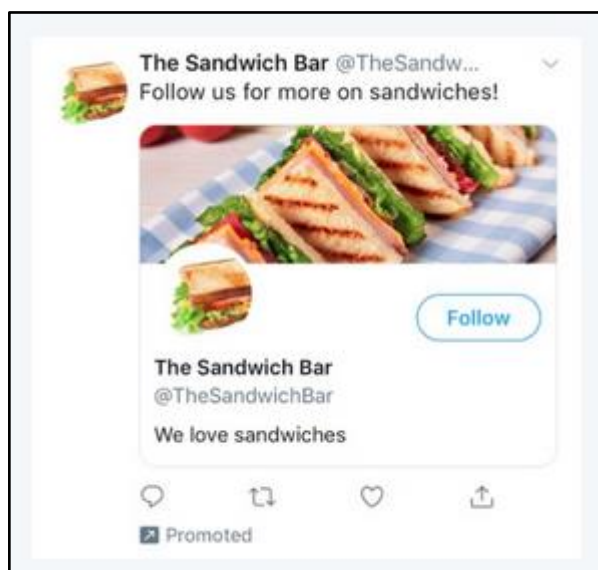 The Sandwich Bar @TheSandw...
Follow us for more on sandwiches!
Follow
The Sandwich Bar
@TheSandwichBar
We love sandwiches
Promoted